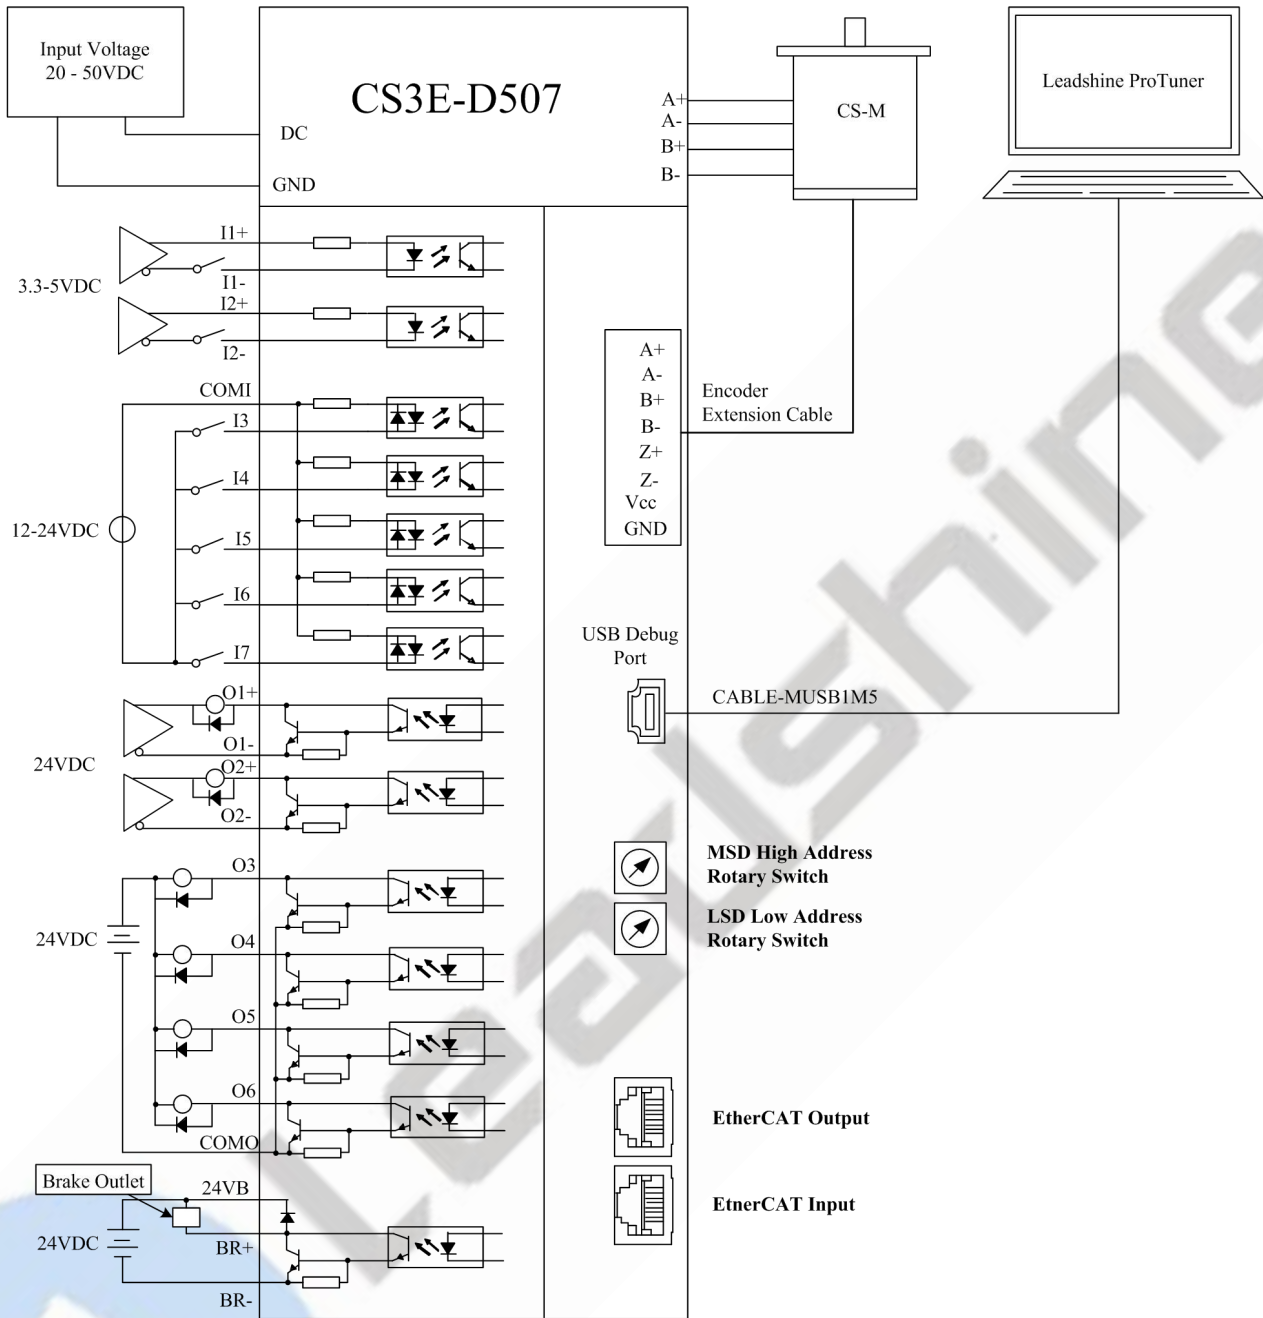 Input Voltage
20 - 50VDC
CS3E-D507
DC
GND
A+
A-
B+
B-
CS-M
Leadshine ProTuner
3.3-5VDC
I1+
I1-
I2+
I2-
COMI
I3
I4
12-24VDC
I5
I6
I7
A+
A-
B+
B-
Z+
Z-
Vcc
GND
Encoder
Extension Cable
USB Debug
Port
CABLE-MUSB1M5
O1+
O1-
24VDC
O2+
O2-
MSD High Address
Rotary Switch
LSD Low Address
Rotary Switch
O3
24VDC
O4
O5
O6
COMO
EtherCAT Output
EtnerCAT Input
Brake Outlet
24VB
24VDC
BR+
BR-
Leadshine